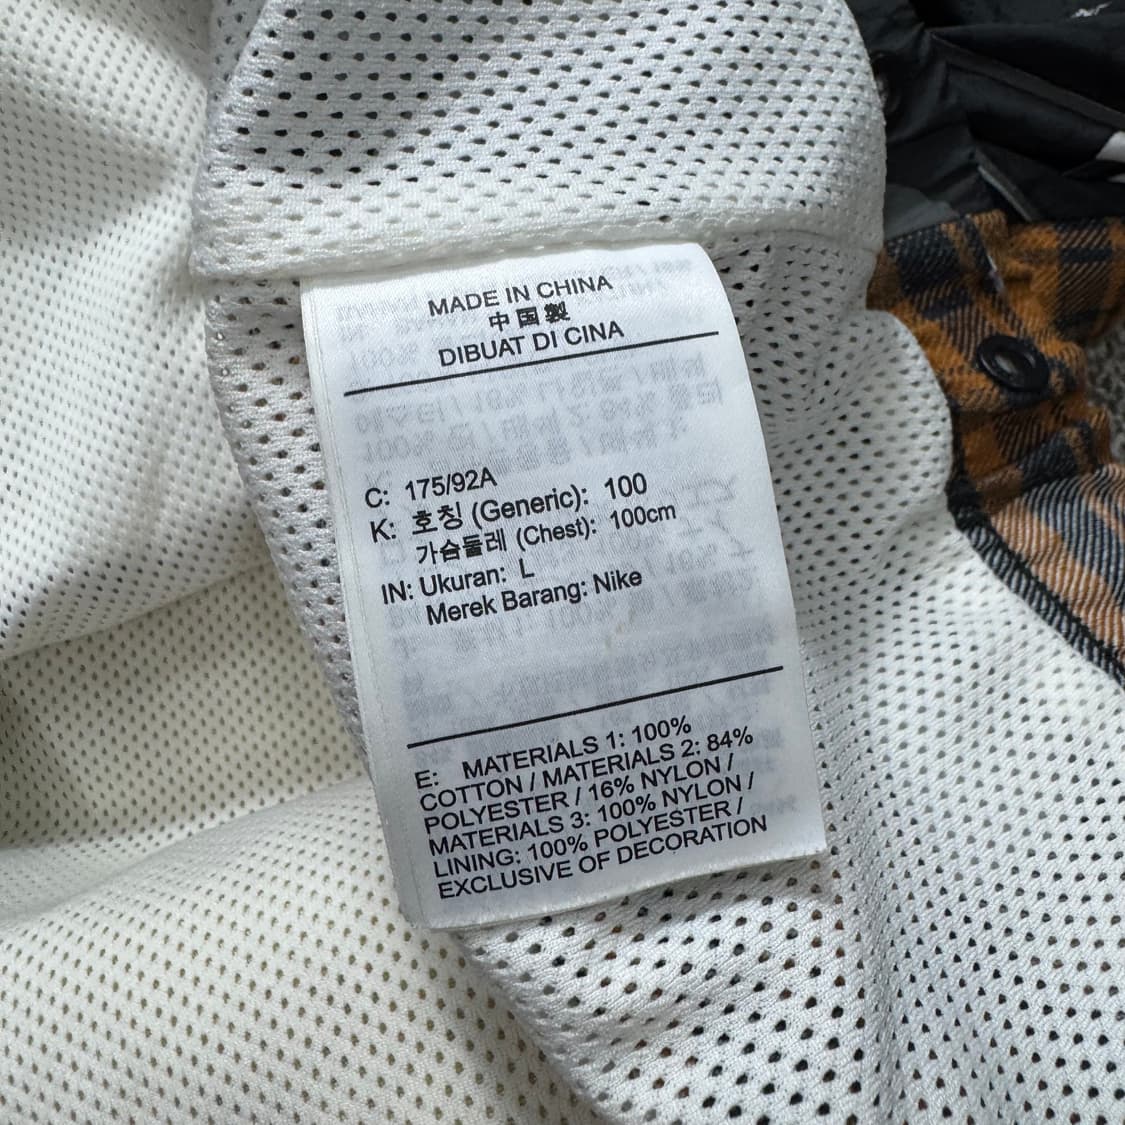 MADE IN CHINA
中国製
DIBUAT DI CINA
C: 175/92A
K: 호칭 (Generic): 100
가슴둘레 (Chest): 100cm
IN: Ukuran: L
Merek Barang: Nike
E: MATERIALS 1: 100%
COTTON / MATERIALS 2: 84%
POLYESTER / 16% NYLON /
MATERIALS 3: 100% NYLON /
LINING: 100% POLYESTER /
EXCLUSIVE OF DECORATION